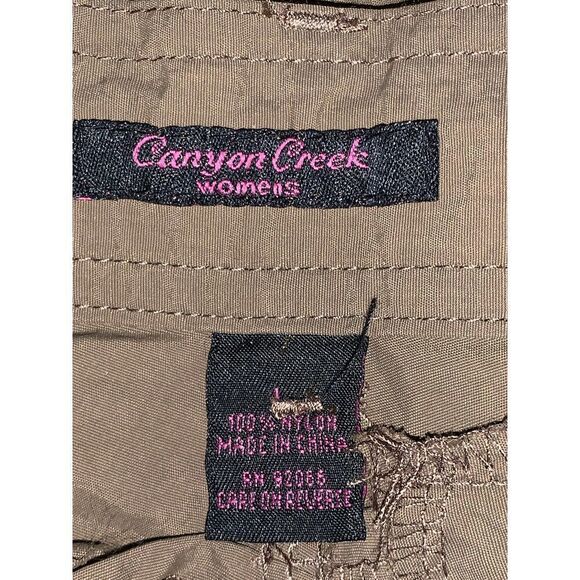 Canyon Creek
womens
L
100% NYLON
MADE IN CHINA
RN 92066
CARE ON REVERSE